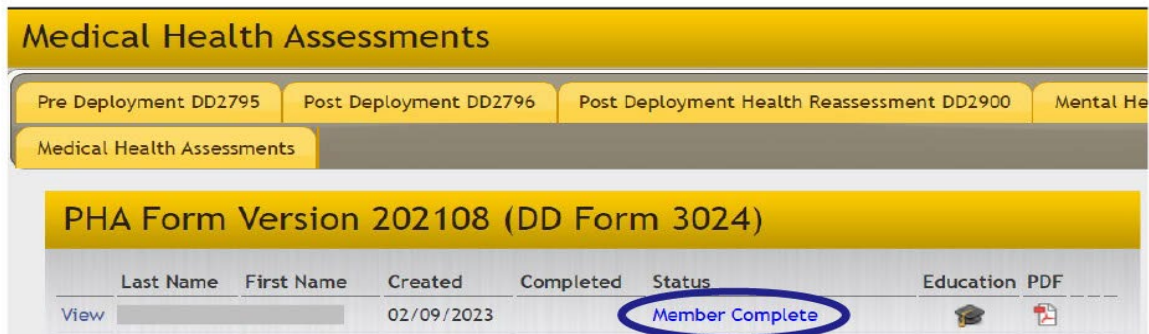 Medical Health Assessments
Pre Deployment DD2795 Post Deployment DD2796 Post Deployment Health Reassessment DD2900 Mental He
Medical Health Assessments
PHA Form Version 202108 (DD Form 3024)
Last Name First Name Created Completed Status Education PDF
View 02/09/2023 Member Complete